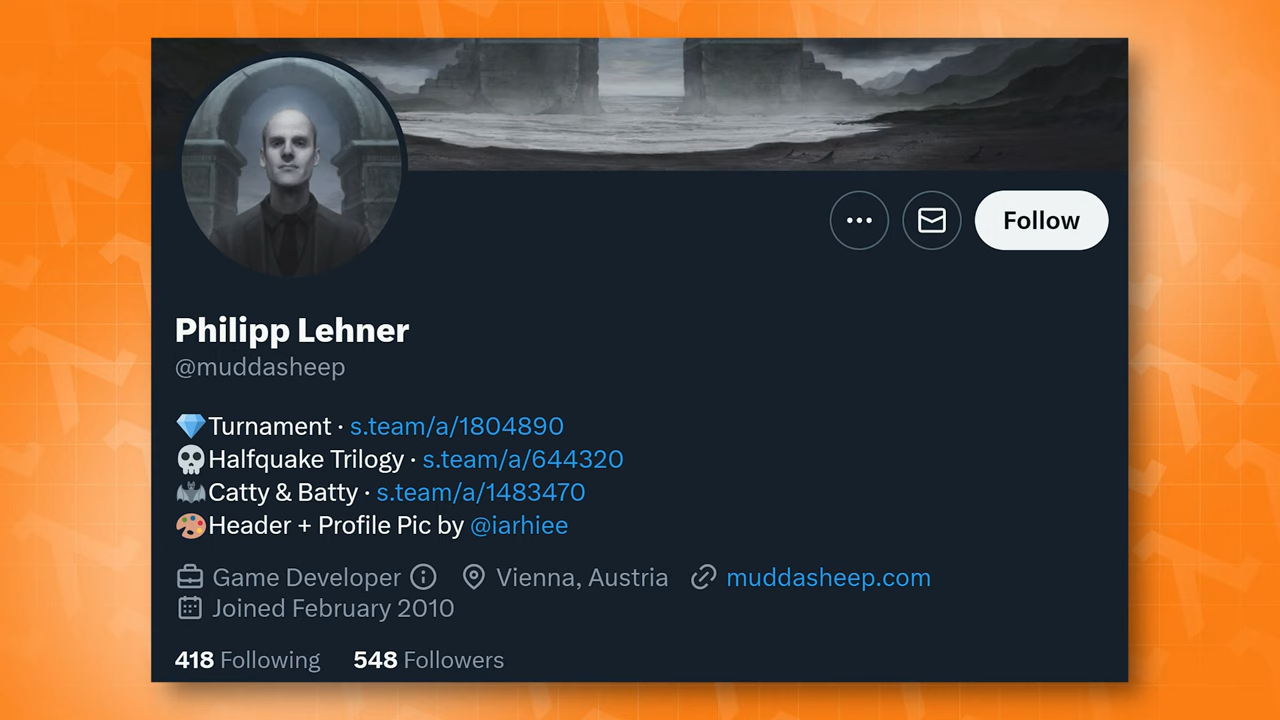 Follow
Philipp Lehner
@muddasheep
💎Turnament · s.team/a/1804890
💀Halfquake Trilogy · s.team/a/644320
🦇Catty & Batty · s.team/a/1483470
🎨Header + Profile Pic by @iarhiee
Game Developer Vienna, Austria muddasheep.com
Joined February 2010
418 Following 548 Followers